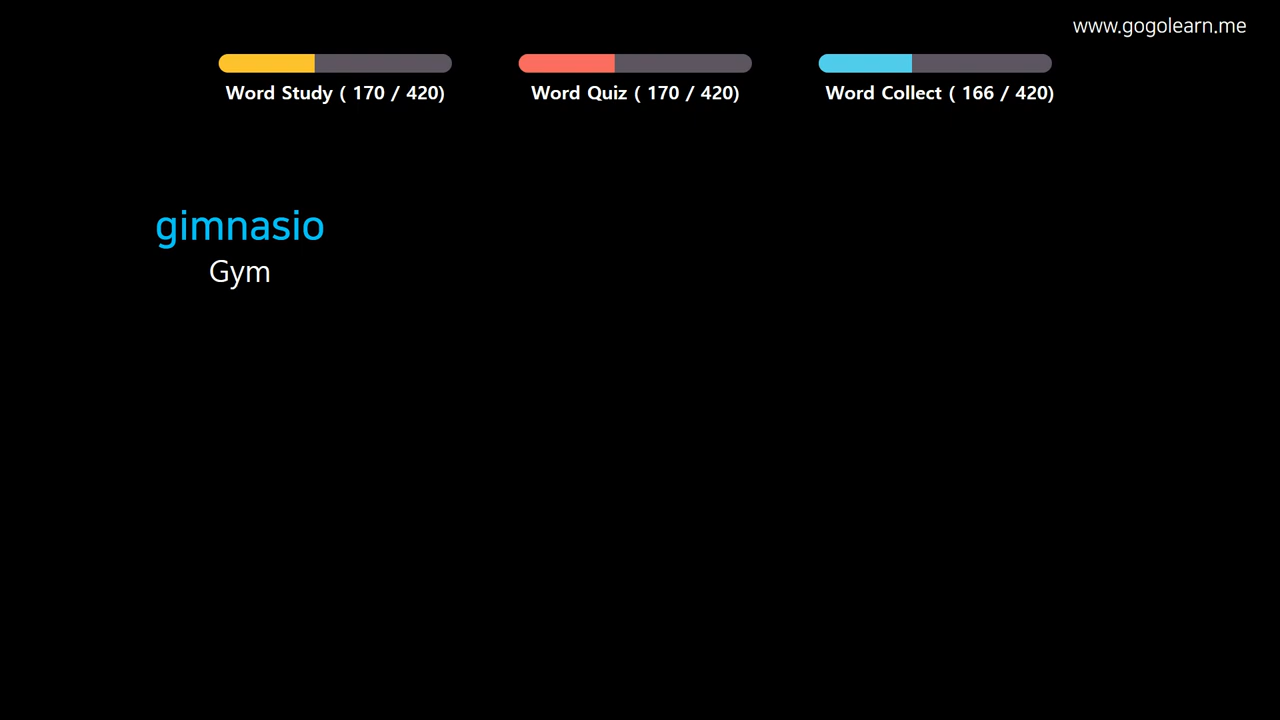 www.gogolearn.me
Word Study ( 170 / 420)
Word Quiz ( 170 / 420)
Word Collect ( 166 / 420)
gimnasio
Gym